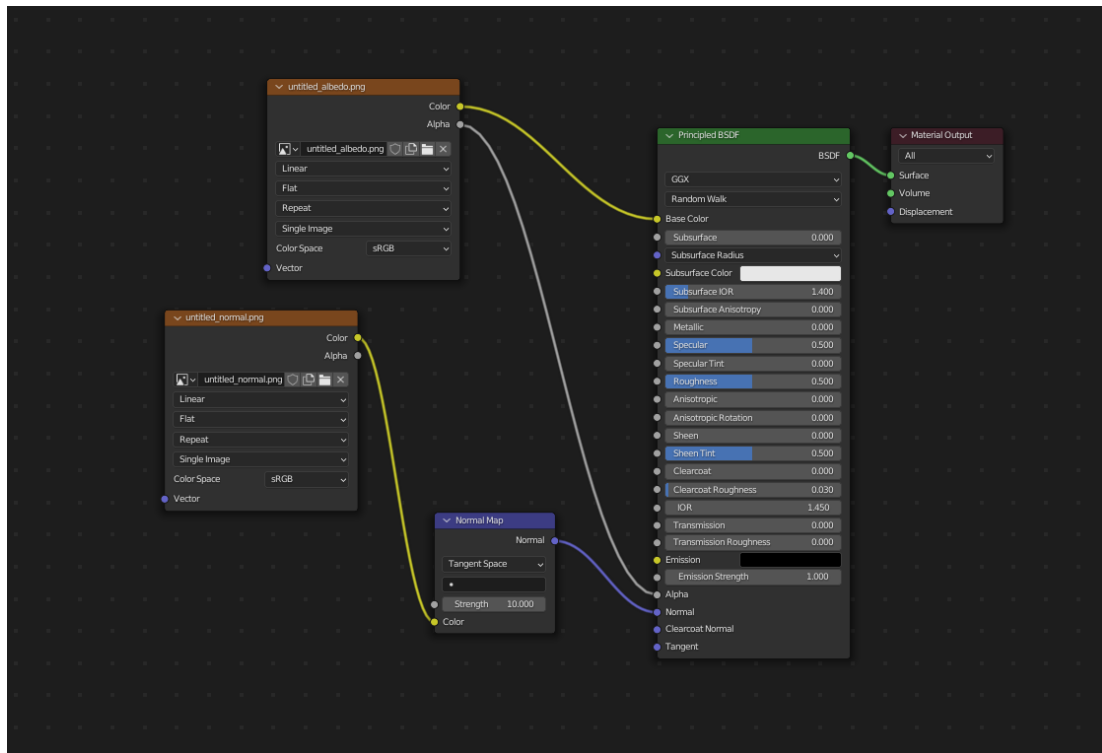 untitled_albedo.png
Color
Alpha
untitled_albedo.png
Linear
Flat
Repeat
Single Image
Color Space sRGB
Vector
untitled_normal.png
Color
Alpha
untitled_normal.png
Linear
Flat
Repeat
Single Image
Color Space sRGB
Vector
Normal Map
Normal
Tangent Space
Strength 10.000
Color
Principled BSDF
BSDF
GGX
Random Walk
Base Color
Subsurface 0.000
Subsurface Radius
Subsurface Color
Subsurface IOR 1.400
Subsurface Anisotropy 0.000
Metallic 0.000
Specular 0.500
Specular Tint 0.000
Roughness 0.500
Anisotropic 0.000
Anisotropic Rotation 0.000
Sheen 0.000
Sheen Tint 0.500
Clearcoat 0.000
Clearcoat Roughness 0.030
IOR 1.450
Transmission 0.000
Transmission Roughness 0.000
Emission
Emission Strength 1.000
Alpha
Normal
Clearcoat Normal
Tangent
Material Output
All
Surface
Volume
Displacement